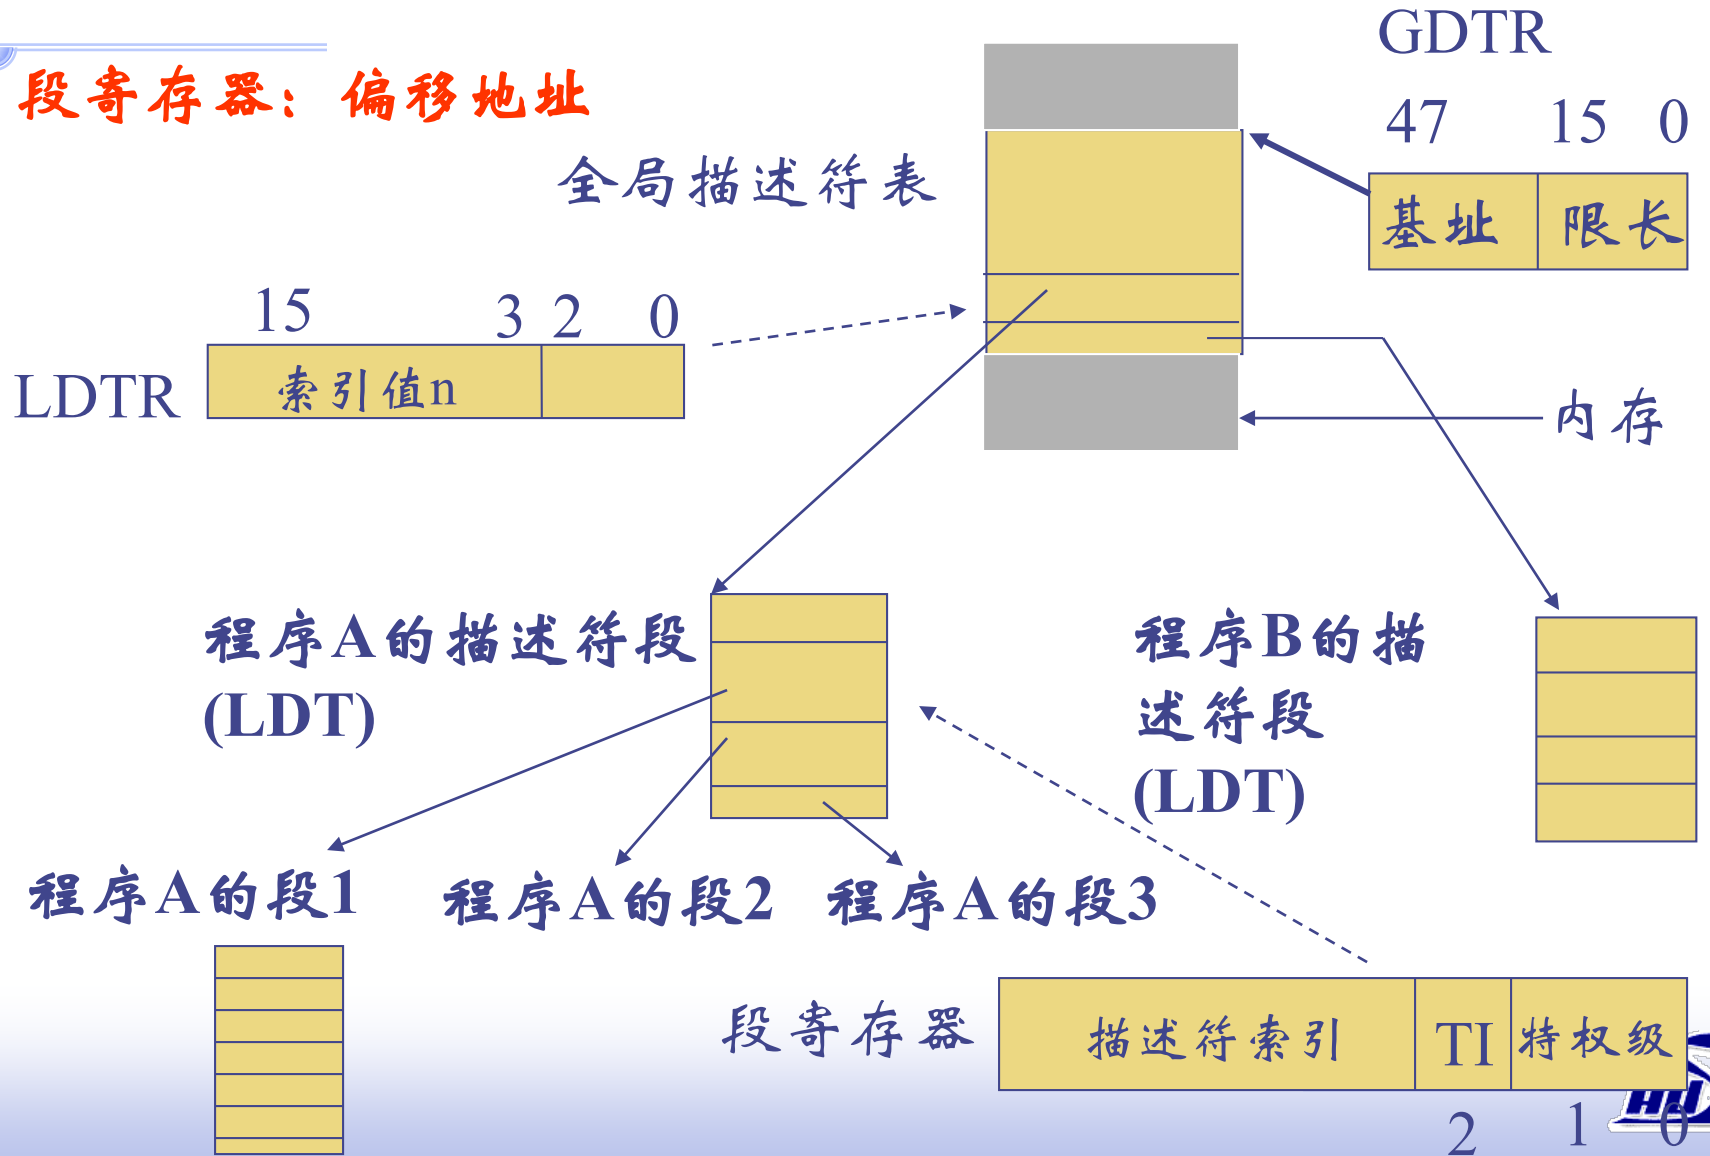 GDTR
段寄存器：偏移地址
47 15 0
全局描述符表
基址 限长
15 3 2 0
LDTR 索引值n
内存
程序A的描述符段
(LDT)
程序B的描
述符段
(LDT)
程序A的段1 程序A的段2 程序A的段3
段寄存器 描述符索引 TI 特权级
2 1 0